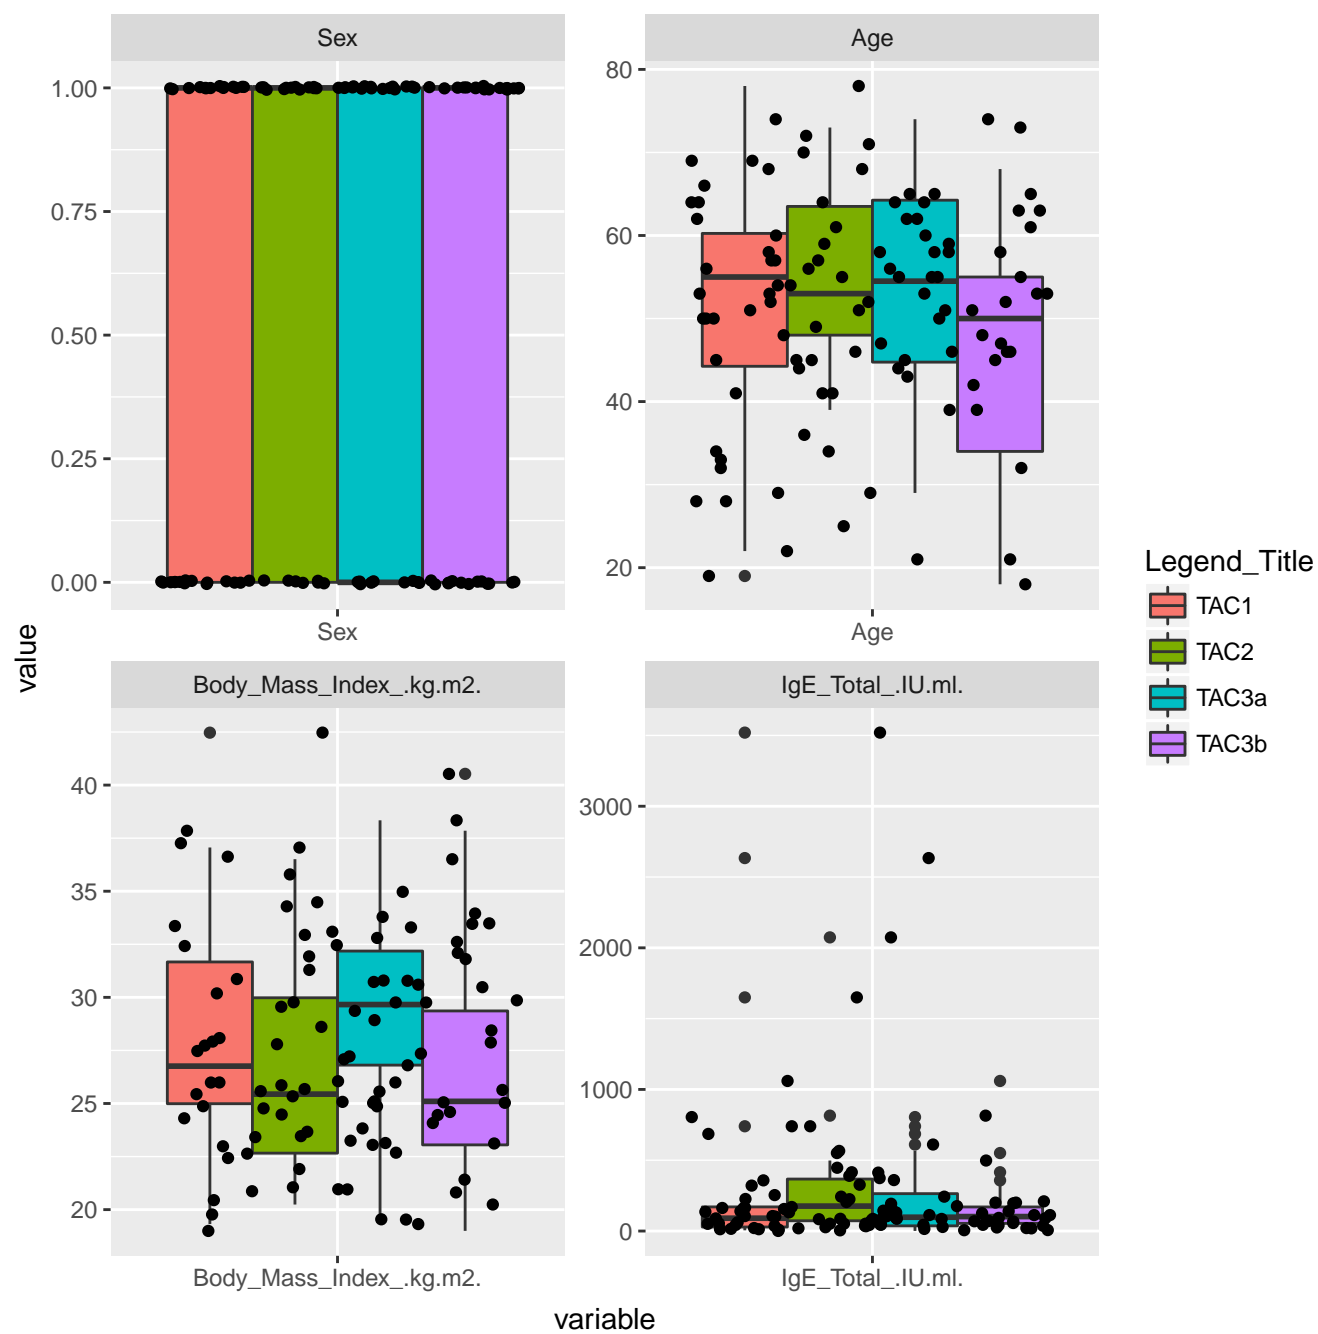 Sex
Age
1.00
0.75
0.50
0.25
0.00
80
60
40
20
Sex
Age
value
Body_Mass_Index_.kg.m2.
IgE_Total_.IU.ml.
40
35
30
25
20
3000
2000
1000
0
Body_Mass_Index_.kg.m2.
IgE_Total_.IU.ml.
variable
Legend_Title
TAC1
TAC2
TAC3a
TAC3b